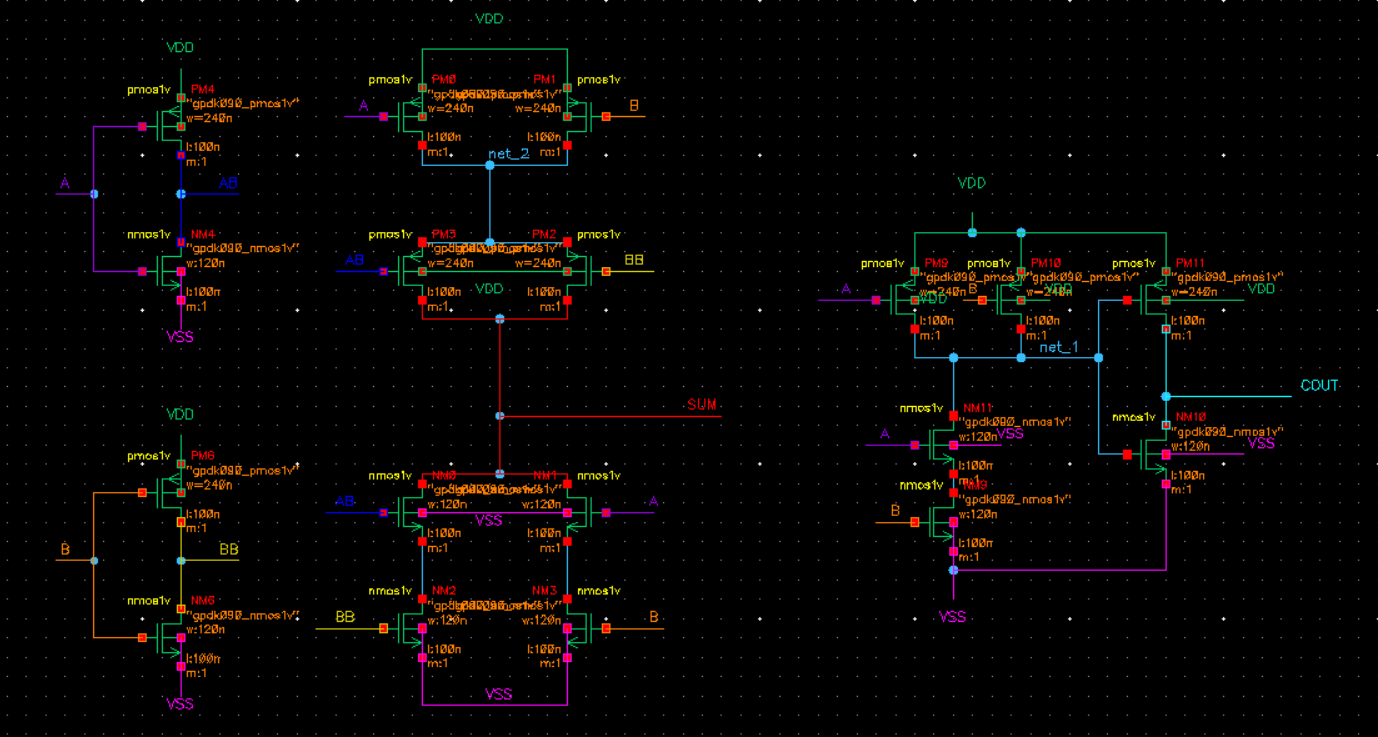 VDD
pmos1v PM4
"gpdk090_pmos1v"
w=240n
l:100n
m:1
A
AB
nmos1v NM4
"gpdk090_nmos1v"
w:120n
l:100n
m:1
VSS
VDD
pmos1v PM6
"gpdk090_pmos1v"
w=240n
l:100n
m:1
B
BB
nmos1v
"gpdk090_nmos1v"
w:120n
l:100n
m:1
VSS
VDD
pmos1v PM0 PM1 pmos1v
A B
w=240n w=240n
l:100n l:100n
m:1 m:1
net_2
pmos1v PM3 PM2 pmos1v
AB BB
w=240n w=240n
VDD
l:100n l:100n
m:1 m:1
SUM
nmos1v NM0 NM1 nmos1v
AB A
w:120n w:120n
VSS
l:100n l:100n
m:1 m:1
nmos1v NM2 NM3 nmos1v
BB B
w:120n w:120n
l:100n l:100n
m:1 m:1
VSS
VDD
pmos1v PM9 pmos1v PM10 pmos1v PM11
"gpdk090_pmos1v"
A B
w=240n
VDD VDD VDD
l:100n l:100n l:100n
m:1
net_1
COUT
nmos1v NM11
"gpdk090_nmos1v"
w:120n
A VSS
l:100n
nmos1v NM9
"gpdk090_nmos1v"
w:120n
B
l:100n
m:1
nmos1v NM10
"gpdk090_nmos1v"
w:120n
VSS
l:100n
m:1
VSS